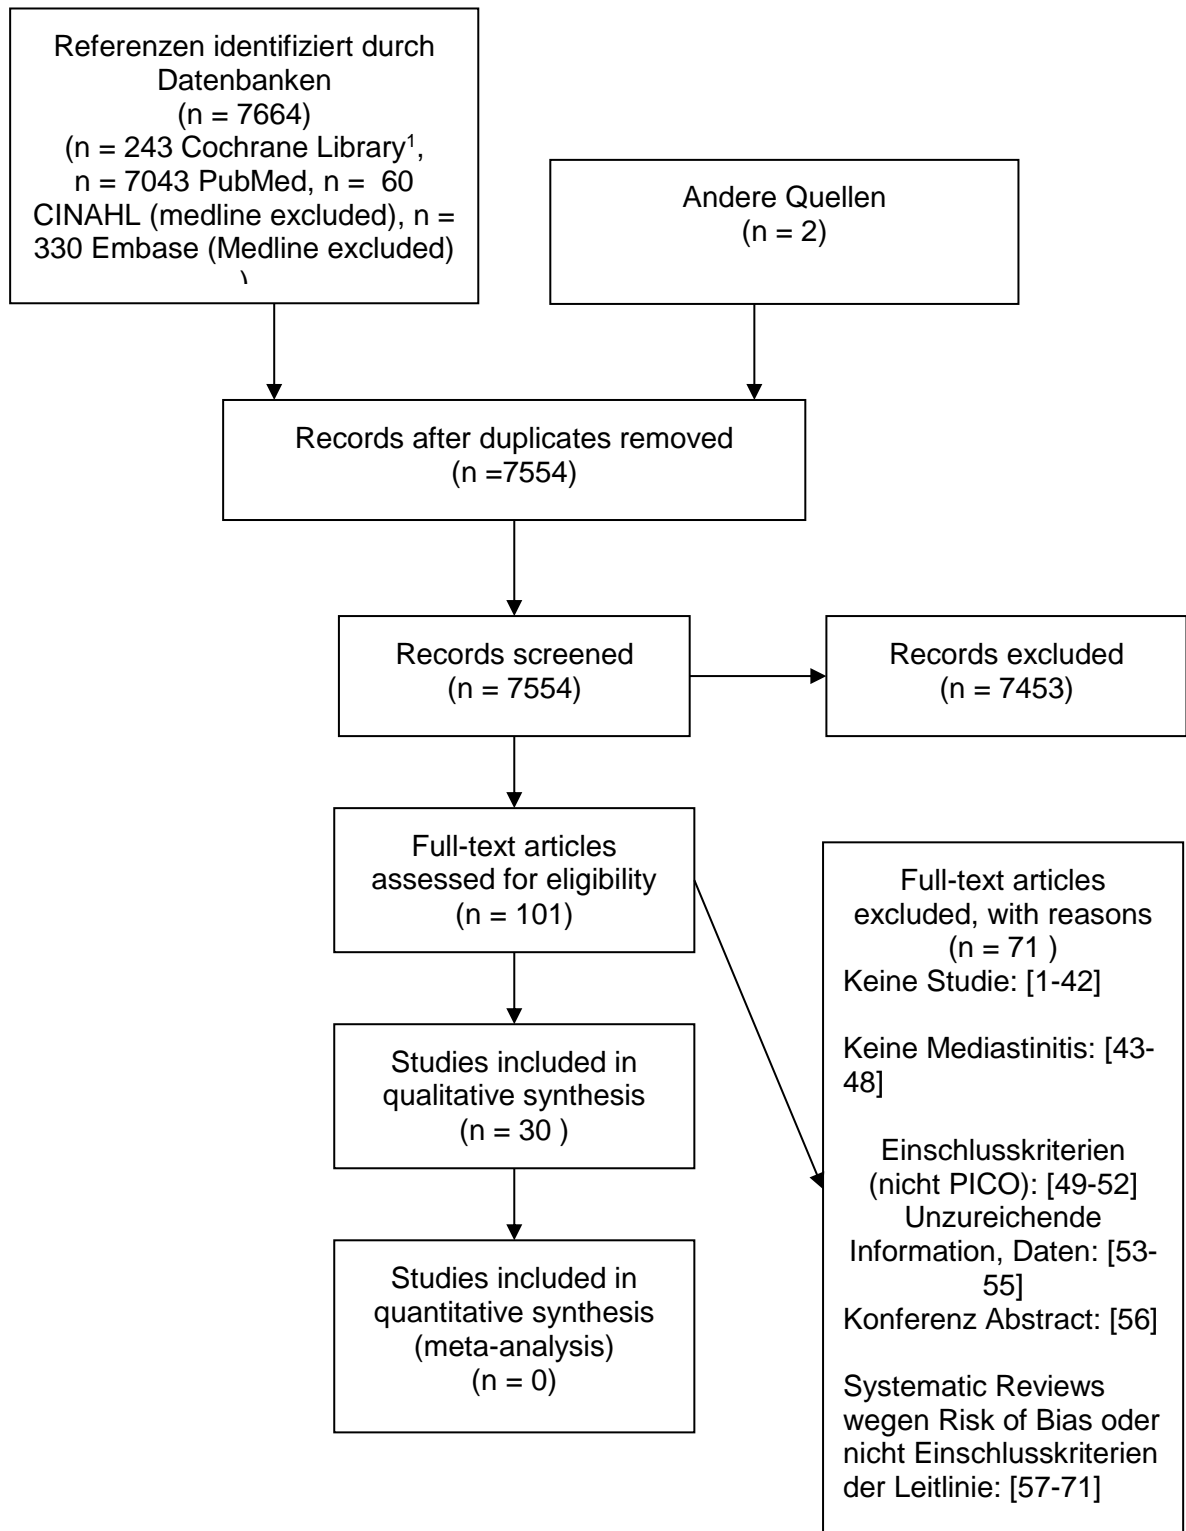 Referenzen identifiziert durch
Datenbanken
(n = 7664)
(n = 243 Cochrane Library¹,
n = 7043 PubMed, n =  60
CINAHL (medline excluded), n =
330 Embase (Medline excluded)
)
Andere Quellen
(n = 2)
Records after duplicates removed
(n =7554)
Records screened
(n = 7554)
Records excluded
(n = 7453)
Full-text articles
assessed for eligibility
(n = 101)
Full-text articles
excluded, with reasons
(n = 71 )
Keine Studie: [1-42]
Keine Mediastinitis: [43-
48]
Einschlusskriterien
(nicht PICO): [49-52]
Unzureichende
Information, Daten: [53-
55]
Konferenz Abstract: [56]
Systematic Reviews
wegen Risk of Bias oder
nicht Einschlusskriterien
der Leitlinie: [57-71]
Studies included in
qualitative synthesis
(n = 30 )
Studies included in
quantitative synthesis
(meta-analysis)
(n = 0)